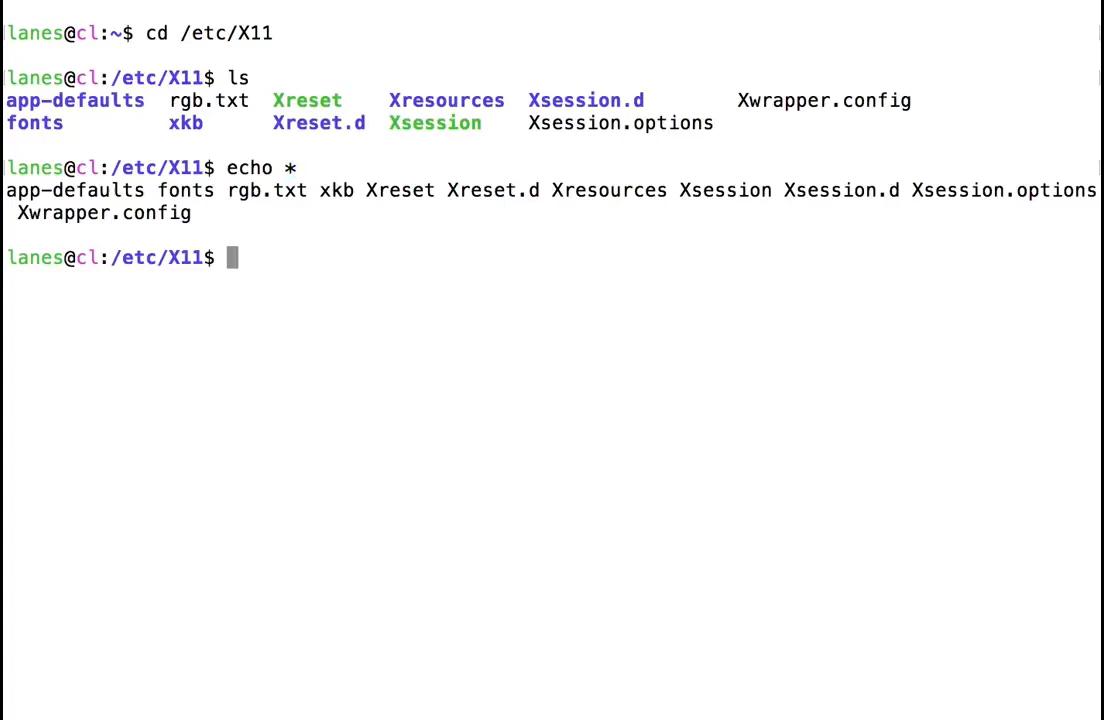 lanes@cl:~$ cd /etc/X11
lanes@cl:/etc/X11$ ls
app-defaults  rgb.txt  Xreset    Xresources  Xsession.d        Xwrapper.config
fonts         xkb      Xreset.d  Xsession    Xsession.options
lanes@cl:/etc/X11$ echo *
app-defaults fonts rgb.txt xkb Xreset Xreset.d Xresources Xsession Xsession.d Xsession.options
 Xwrapper.config
lanes@cl:/etc/X11$